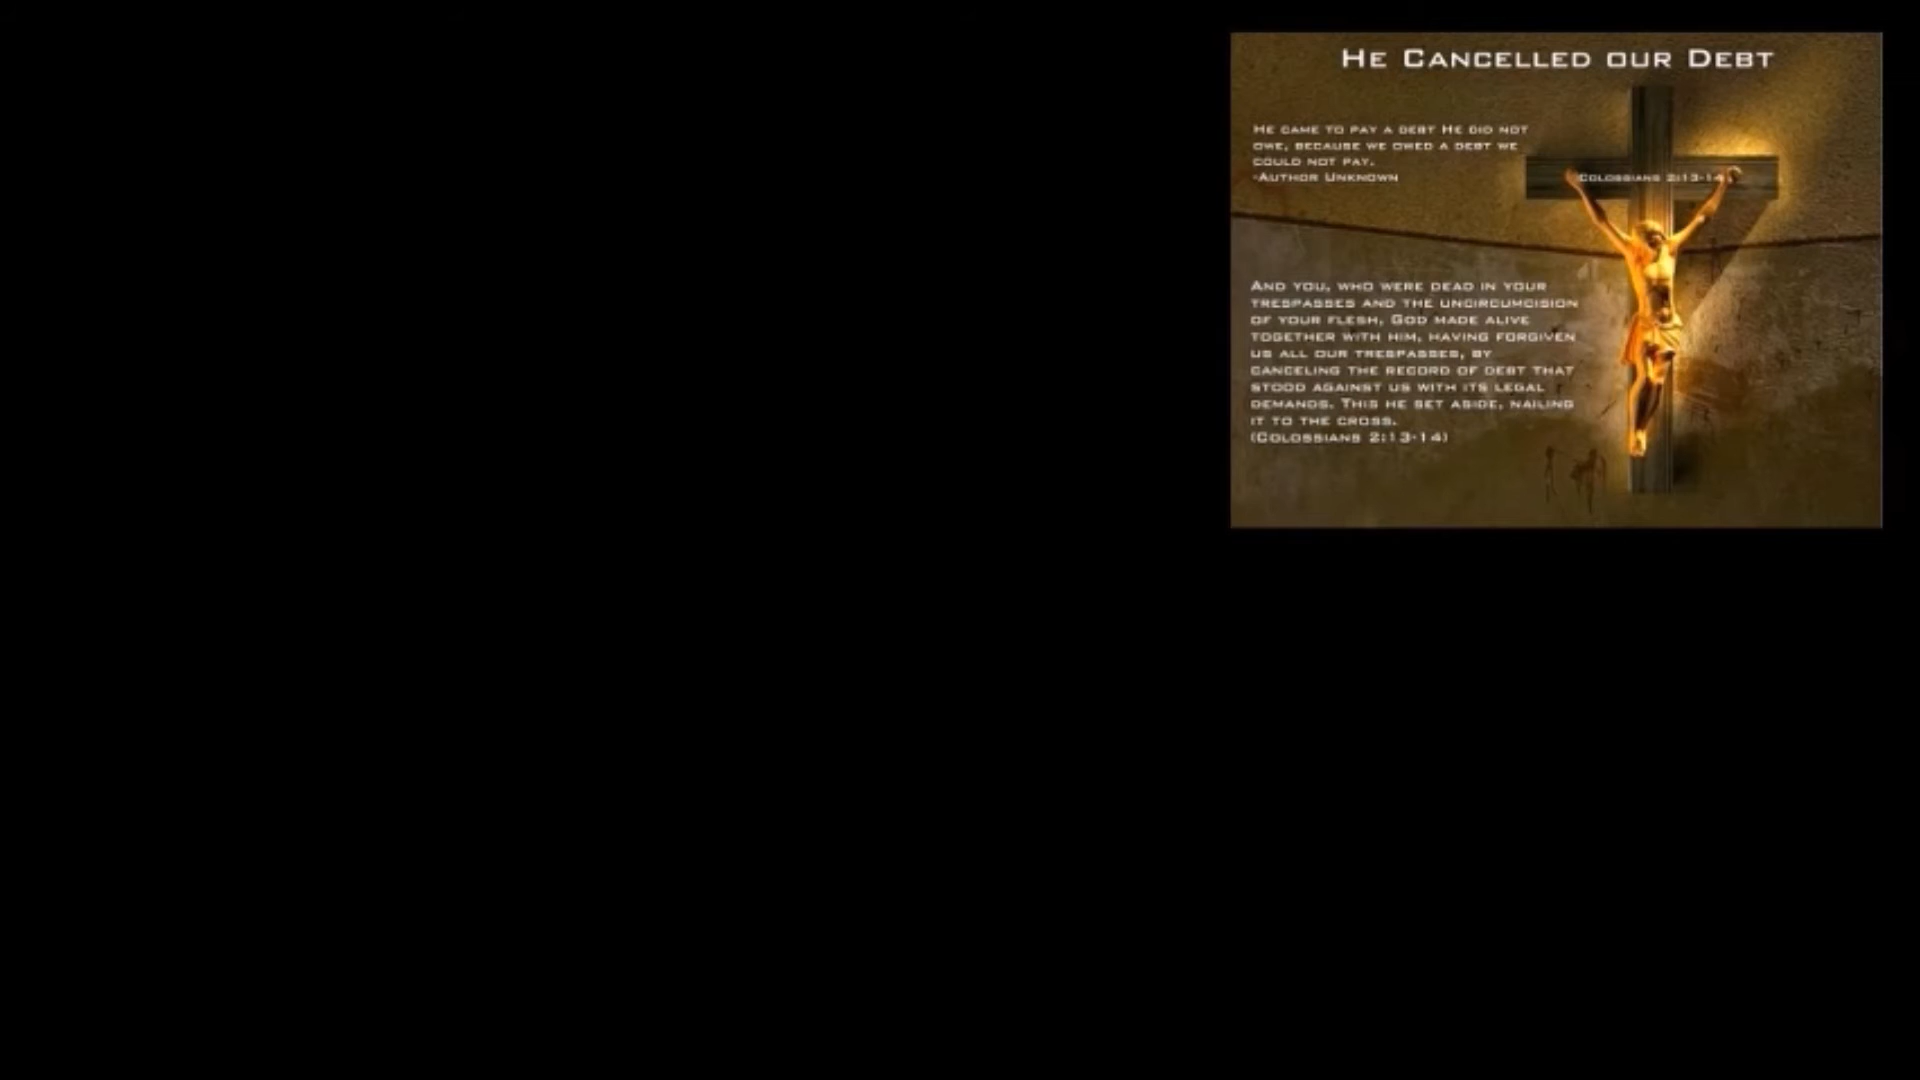 He Cancelled our Debt
He came to pay a debt He did not
owe, because we owed a debt we
could not pay.
-Author Unknown
Colossians 2:13-14
And you, who were dead in your
trespasses and the uncircumcision
of your flesh, God made alive
together with him, having forgiven
us all our trespasses, by
canceling the record of debt that
stood against us with its legal
demands. This he set aside, nailing
it to the cross.
(Colossians 2:13-14)